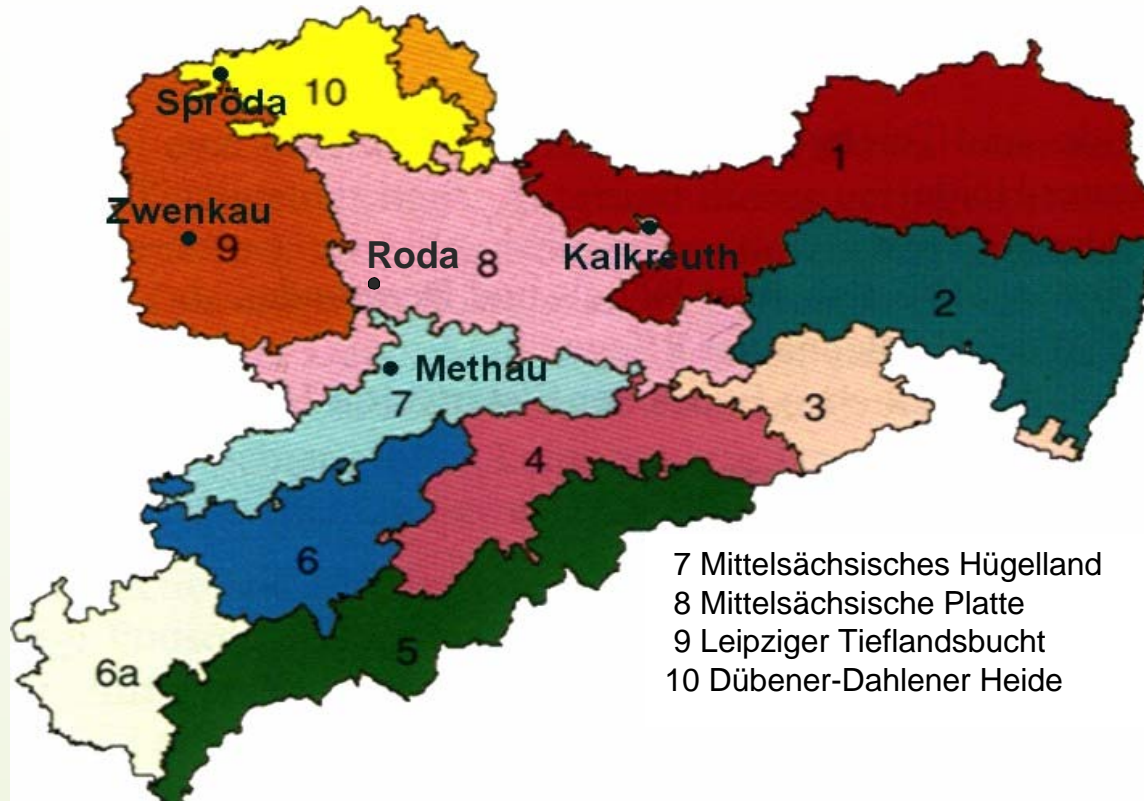 10
Spröda
1
Zwenkau
9
Roda
8
Kalkreuth
2
Methau
7
3
4
6
5
6a
7 Mittelsächsisches Hügelland
8 Mittelsächsische Platte
9 Leipziger Tieflandsbucht
10 Dübener-Dahlener Heide